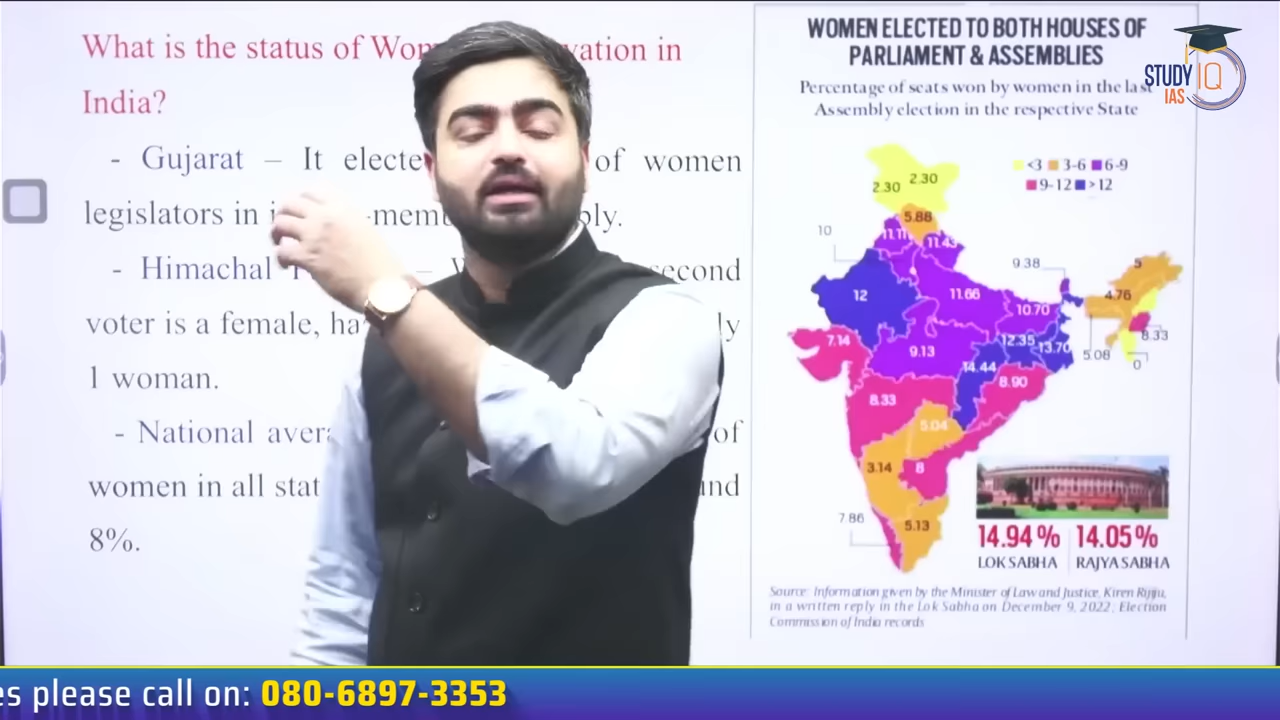 What is the status of Wom vation in
India?
- Gujarat – It electe of women
legislators in i -memb ply.
- Himachal – second
voter is a female, ha ly
1 woman.
- National avera of
women in all stat und
8%.
WOMEN ELECTED TO BOTH HOUSES OF
PARLIAMENT & ASSEMBLIES
Percentage of seats won by women in the last
Assembly election in the respective State
STUDY IQ
IAS
<3 3-6 6-9
9-12 >12
2.30 2.30
5.88
11.11 11.43
10
12
11.66
9.38
5
4.76
10.70
7.14
9.13
12.35
13.70
5.08
8.33
0
14.44
8.90
8.33
5.04
3.14
8
7.86
5.13
14.94% 14.05%
LOK SABHA RAJYA SABHA
Source: Information given by the Minister of Law and Justice, Kiren Rijiju,
in a written reply in the Lok Sabha on December 9, 2022; Election
Commission of India records
es please call on: 080-6897-3353